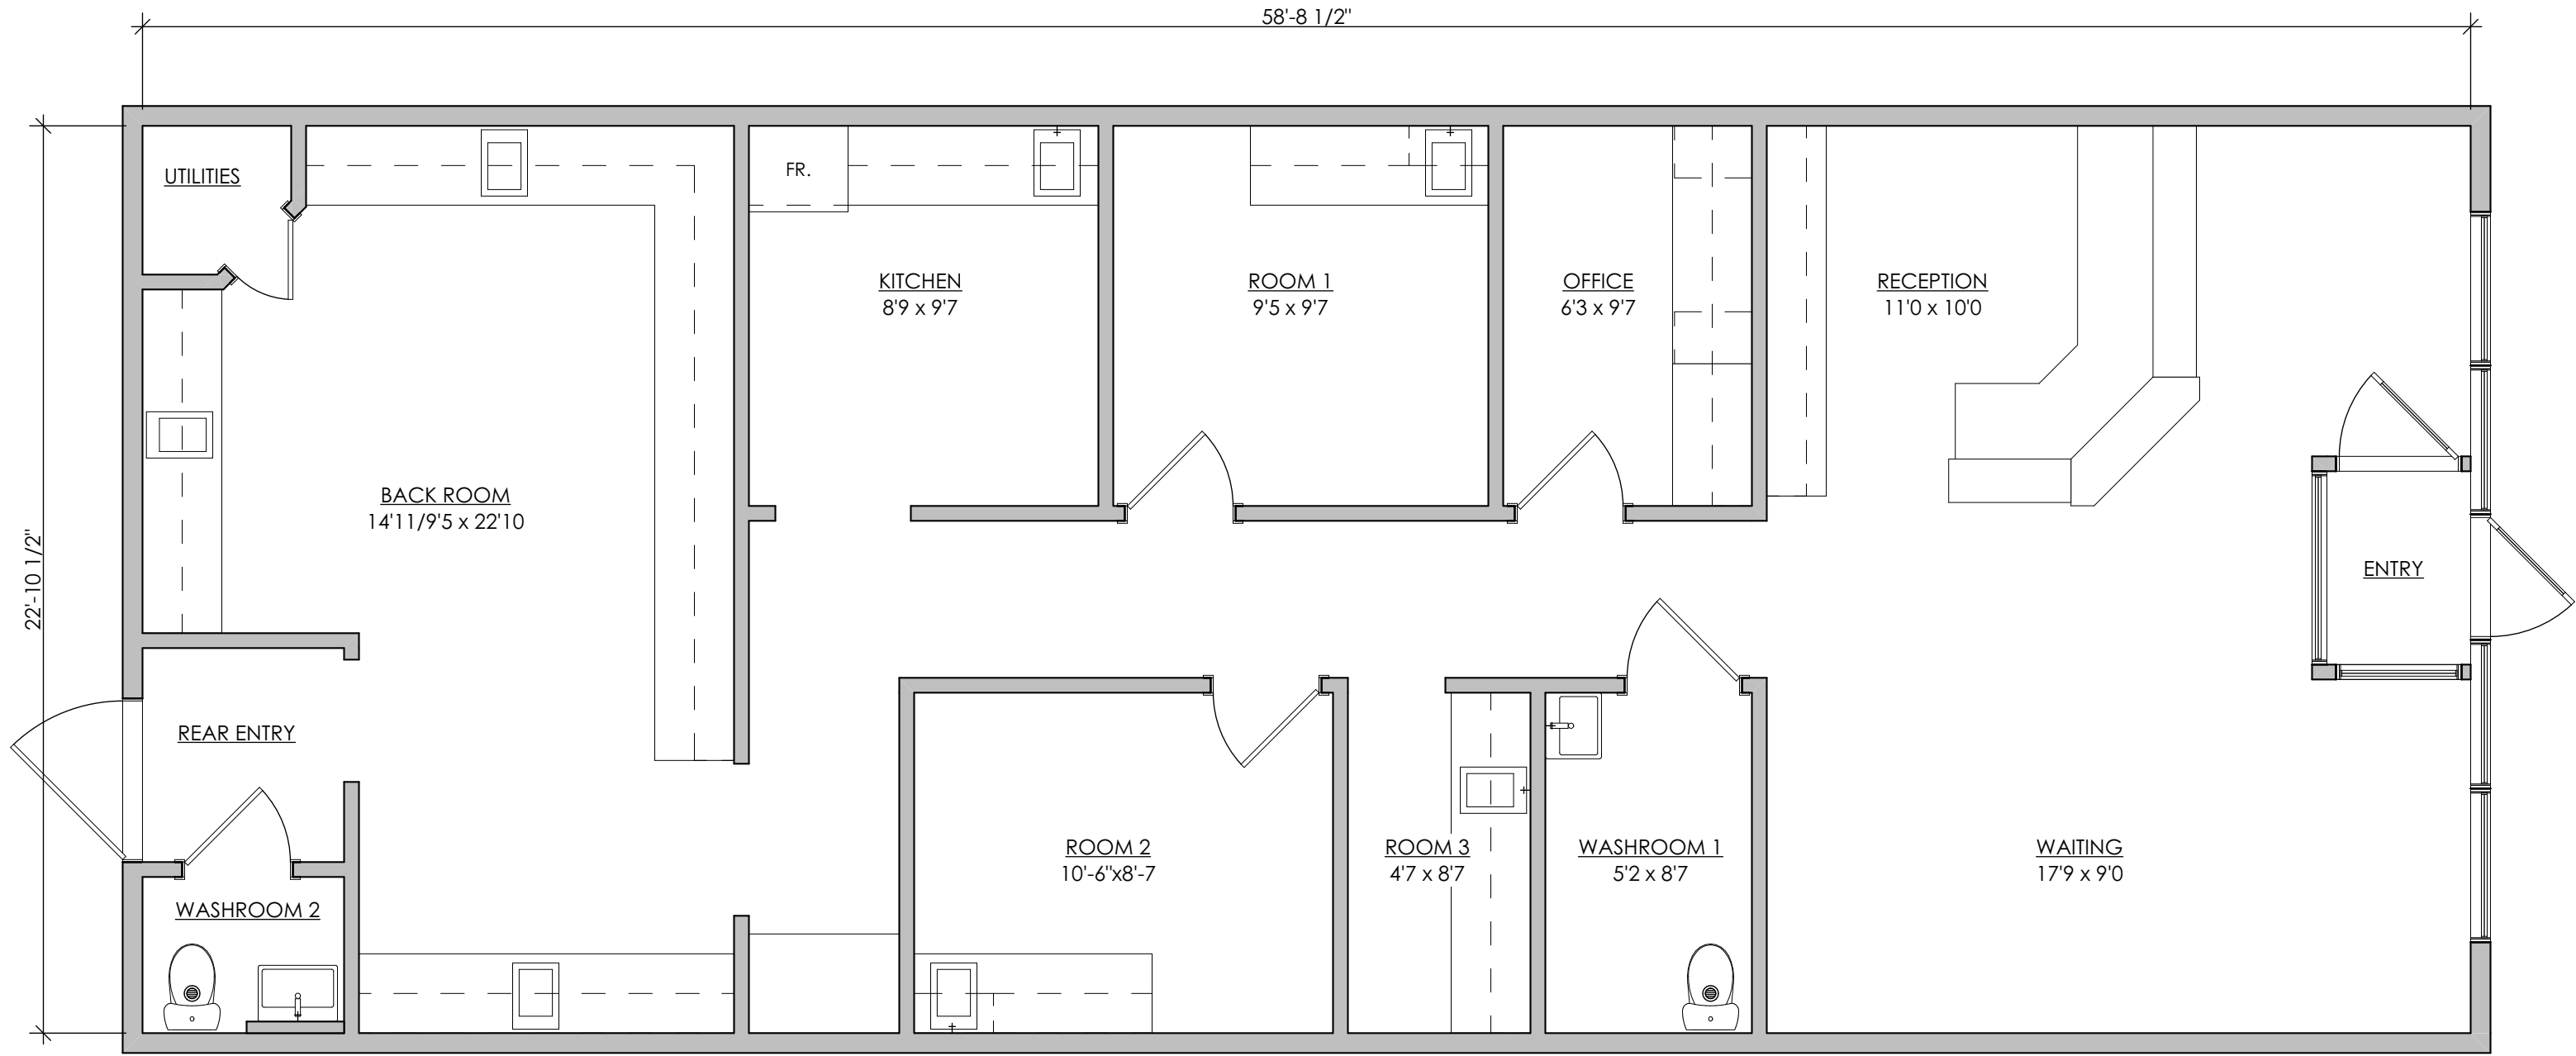 58'-8 1/2"
UTILITIES
FR.
KITCHEN
8'9 x 9'7
ROOM 1
9'5 x 9'7
OFFICE
6'3 x 9'7
RECEPTION
11'0 x 10'0
BACK ROOM
14'11/9'5 x 22'10
22'-10 1/2"
ENTRY
REAR ENTRY
ROOM 2
10'-6"x8'-7
ROOM 3
4'7 x 8'7
WASHROOM 1
5'2 x 8'7
WAITING
17'9 x 9'0
WASHROOM 2